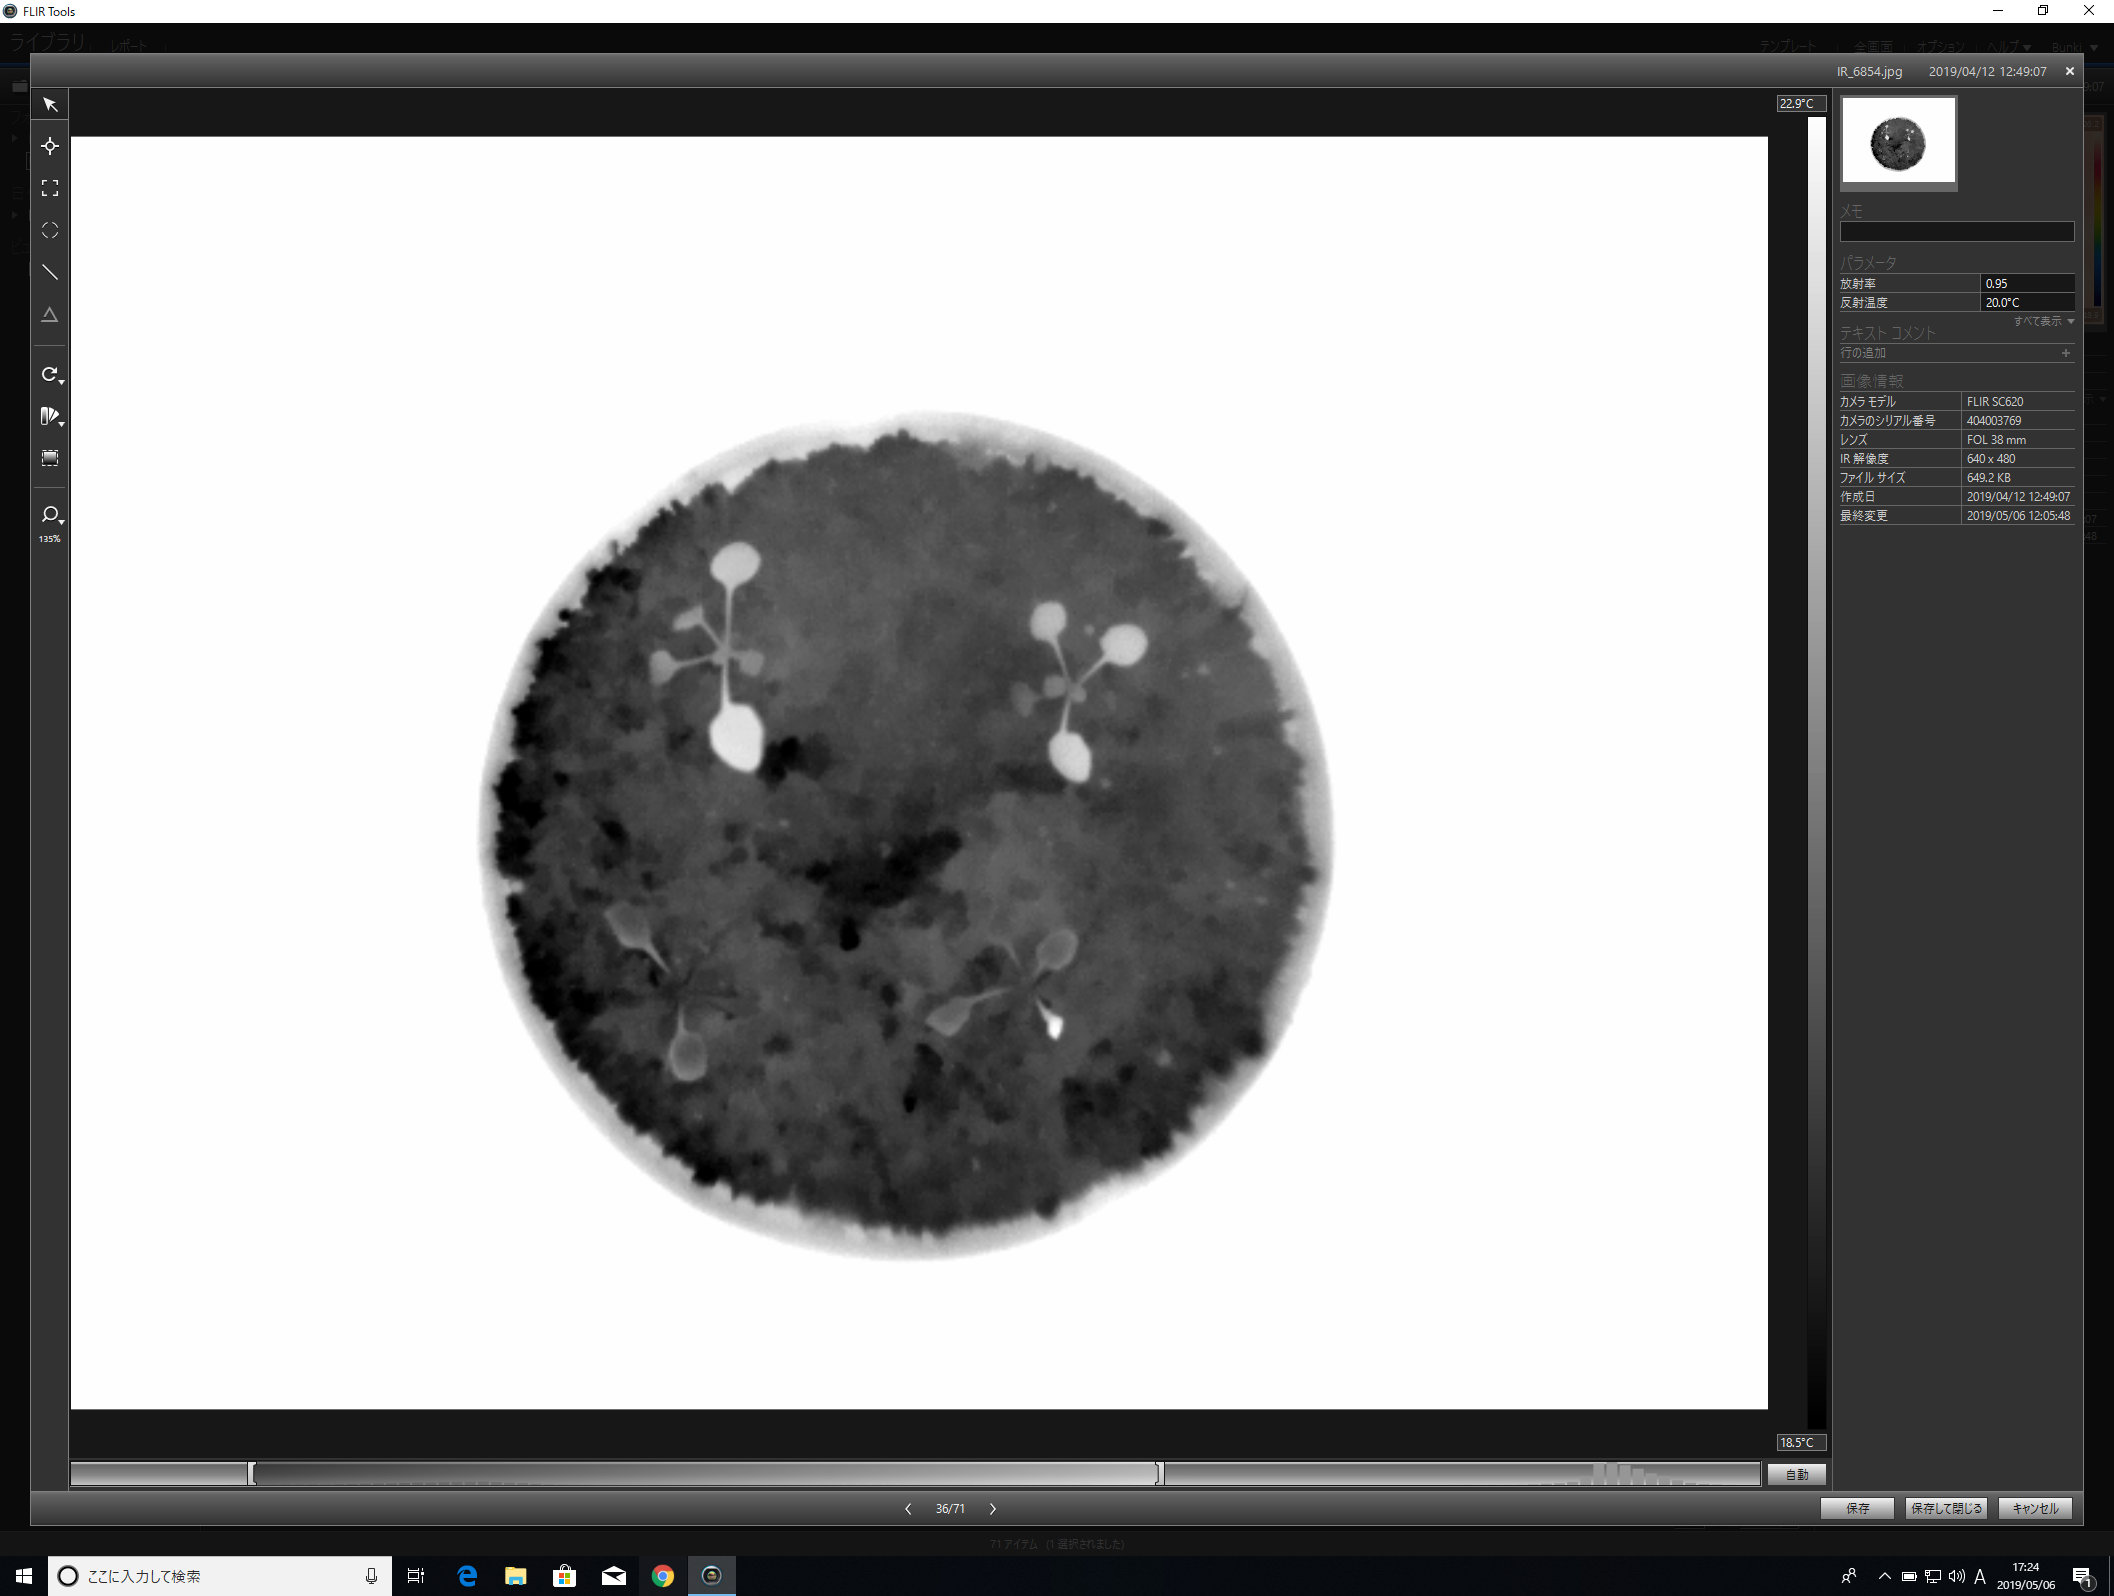 FLIR Tools
ライブラリ レポート
テンプレート 全画面 オプション ヘルプ
IR_6854.jpg 2019/04/12 12:49:07
22.9°C
メモ
パラメータ
放射率 0.95
反射温度 20.0°C
すべて表示
テキスト コメント
行の追加
画像情報
カメラ モデル FLIR SC620
カメラのシリアル番号 404003769
レンズ FOL 38 mm
IR 解像度 640 x 480
ファイル サイズ 649.2 KB
作成日 2019/04/12 12:49:07
最終変更 2019/05/06 12:05:48
135%
18.5°C
自動
36/71
保存 保存して閉じる キャンセル
71 アイテム (1 選択されました)
ここに入力して検索
A
17:24
2019/05/06
1